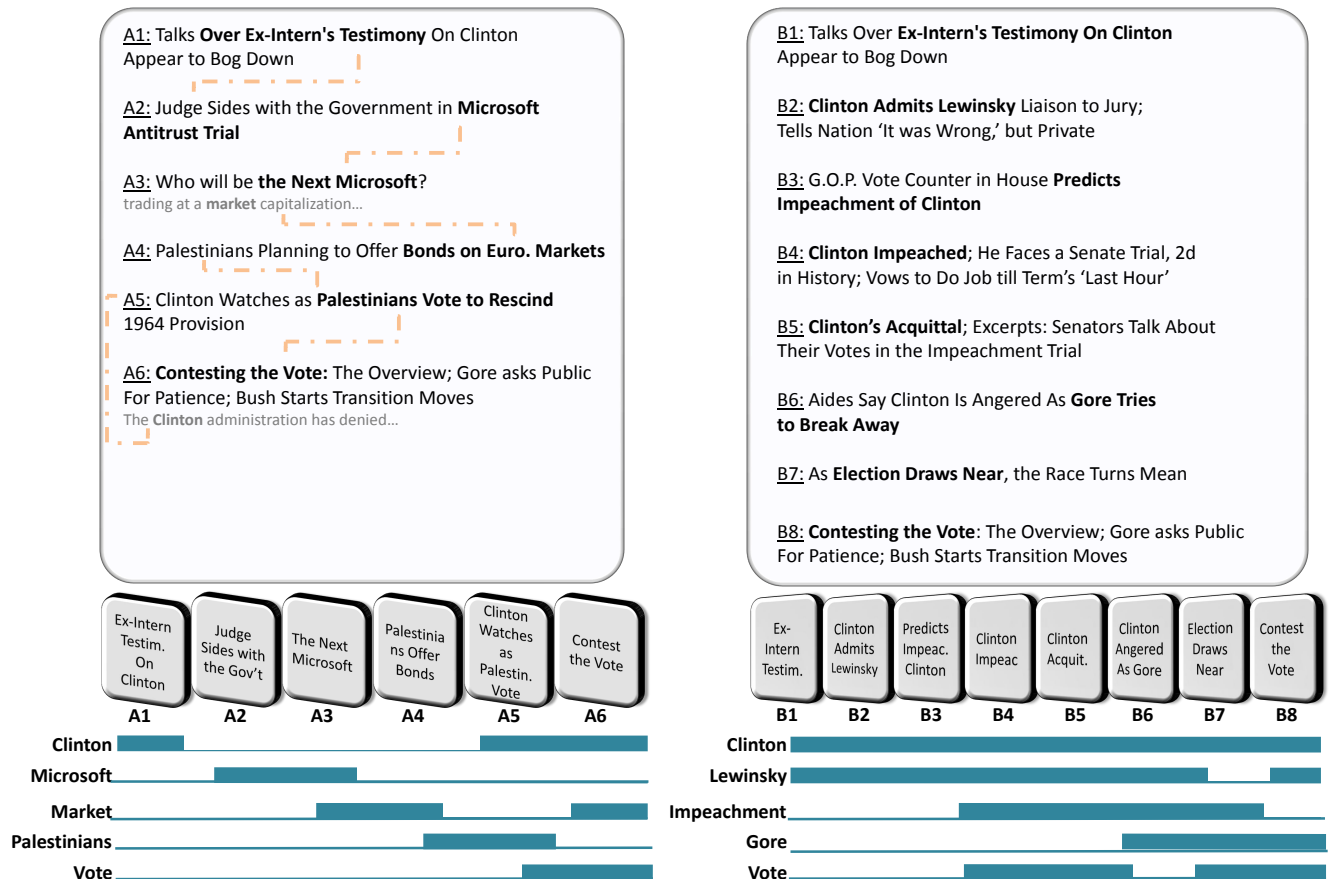 A1: Talks Over Ex-Intern's Testimony On Clinton
Appear to Bog Down
A2: Judge Sides with the Government in Microsoft
Antitrust Trial
A3: Who will be the Next Microsoft?
trading at a market capitalization…
A4: Palestinians Planning to Offer Bonds on Euro. Markets
A5: Clinton Watches as Palestinians Vote to Rescind
1964 Provision
A6: Contesting the Vote: The Overview; Gore asks Public
For Patience; Bush Starts Transition Moves
The Clinton administration has denied…
B1: Talks Over Ex-Intern's Testimony On Clinton
Appear to Bog Down
B2: Clinton Admits Lewinsky Liaison to Jury;
Tells Nation ‘It was Wrong,’ but Private
B3: G.O.P. Vote Counter in House Predicts
Impeachment of Clinton
B4: Clinton Impeached; He Faces a Senate Trial, 2d
in History; Vows to Do Job till Term’s ‘Last Hour’
B5: Clinton’s Acquittal; Excerpts: Senators Talk About
Their Votes in the Impeachment Trial
B6: Aides Say Clinton Is Angered As Gore Tries
to Break Away
B7: As Election Draws Near, the Race Turns Mean
B8: Contesting the Vote: The Overview; Gore asks Public
For Patience; Bush Starts Transition Moves
Ex-Intern
Testim.
On
Clinton
Judge
Sides with
the Gov’t
The Next
Microsoft
Palestinia
ns Offer
Bonds
Clinton
Watches
as
Palestin.
Vote
Contest
the Vote
A1 A2 A3 A4 A5 A6
Clinton
Microsoft
Market
Palestinians
Vote
Ex-
Intern
Testim.
Clinton
Admits
Lewinsky
Predicts
Impeac.
Clinton
Clinton
Impeac
Clinton
Acquit.
Clinton
Angered
As Gore
Election
Draws
Near
Contest
the
Vote
B1 B2 B3 B4 B5 B6 B7 B8
Clinton
Lewinsky
Impeachment
Gore
Vote